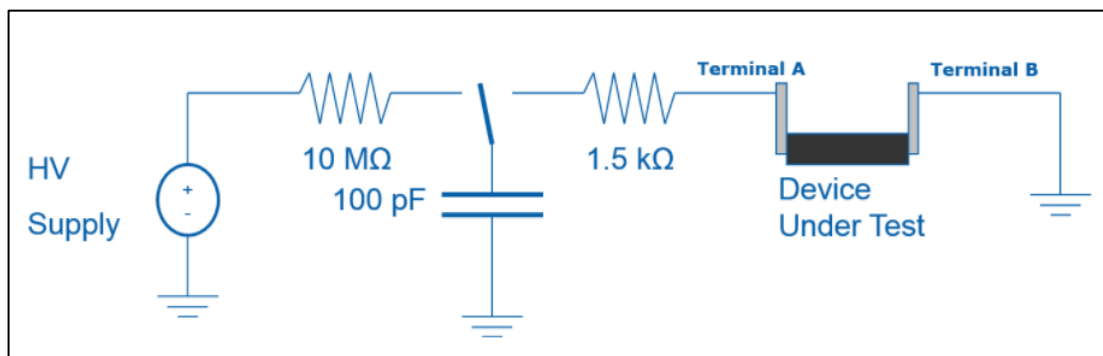 Terminal A
Terminal B
10 MΩ
1.5 kΩ
HV
Supply
+
-
100 pF
Device
Under Test